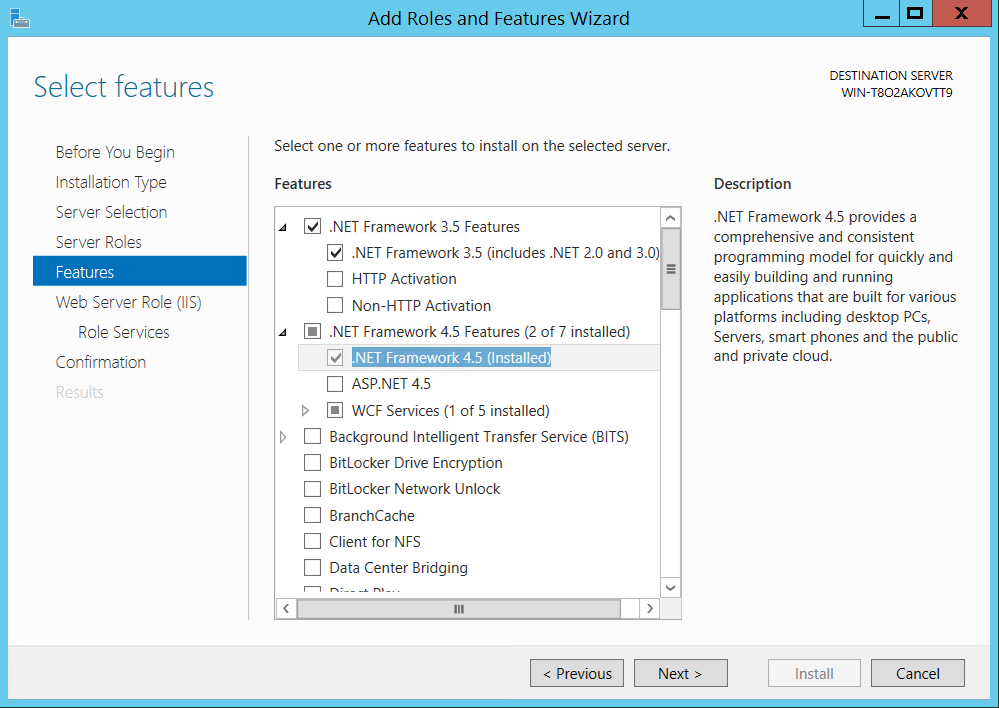 Add Roles and Features Wizard
Select features
DESTINATION SERVER
WIN-T8O2AKOVTT9
Before You Begin
Installation Type
Server Selection
Server Roles
Features
Web Server Role (IIS)
Role Services
Confirmation
Results
Select one or more features to install on the selected server.
Features
.NET Framework 3.5 Features
.NET Framework 3.5 (includes .NET 2.0 and 3.0)
HTTP Activation
Non-HTTP Activation
.NET Framework 4.5 Features (2 of 7 installed)
.NET Framework 4.5 (Installed)
ASP.NET 4.5
WCF Services (1 of 5 installed)
Background Intelligent Transfer Service (BITS)
BitLocker Drive Encryption
BitLocker Network Unlock
BranchCache
Client for NFS
Data Center Bridging
Direct Play
Description
.NET Framework 4.5 provides a
comprehensive and consistent
programming model for quickly and
easily building and running
applications that are built for various
platforms including desktop PCs,
Servers, smart phones and the public
and private cloud.
< Previous
Next >
Install
Cancel